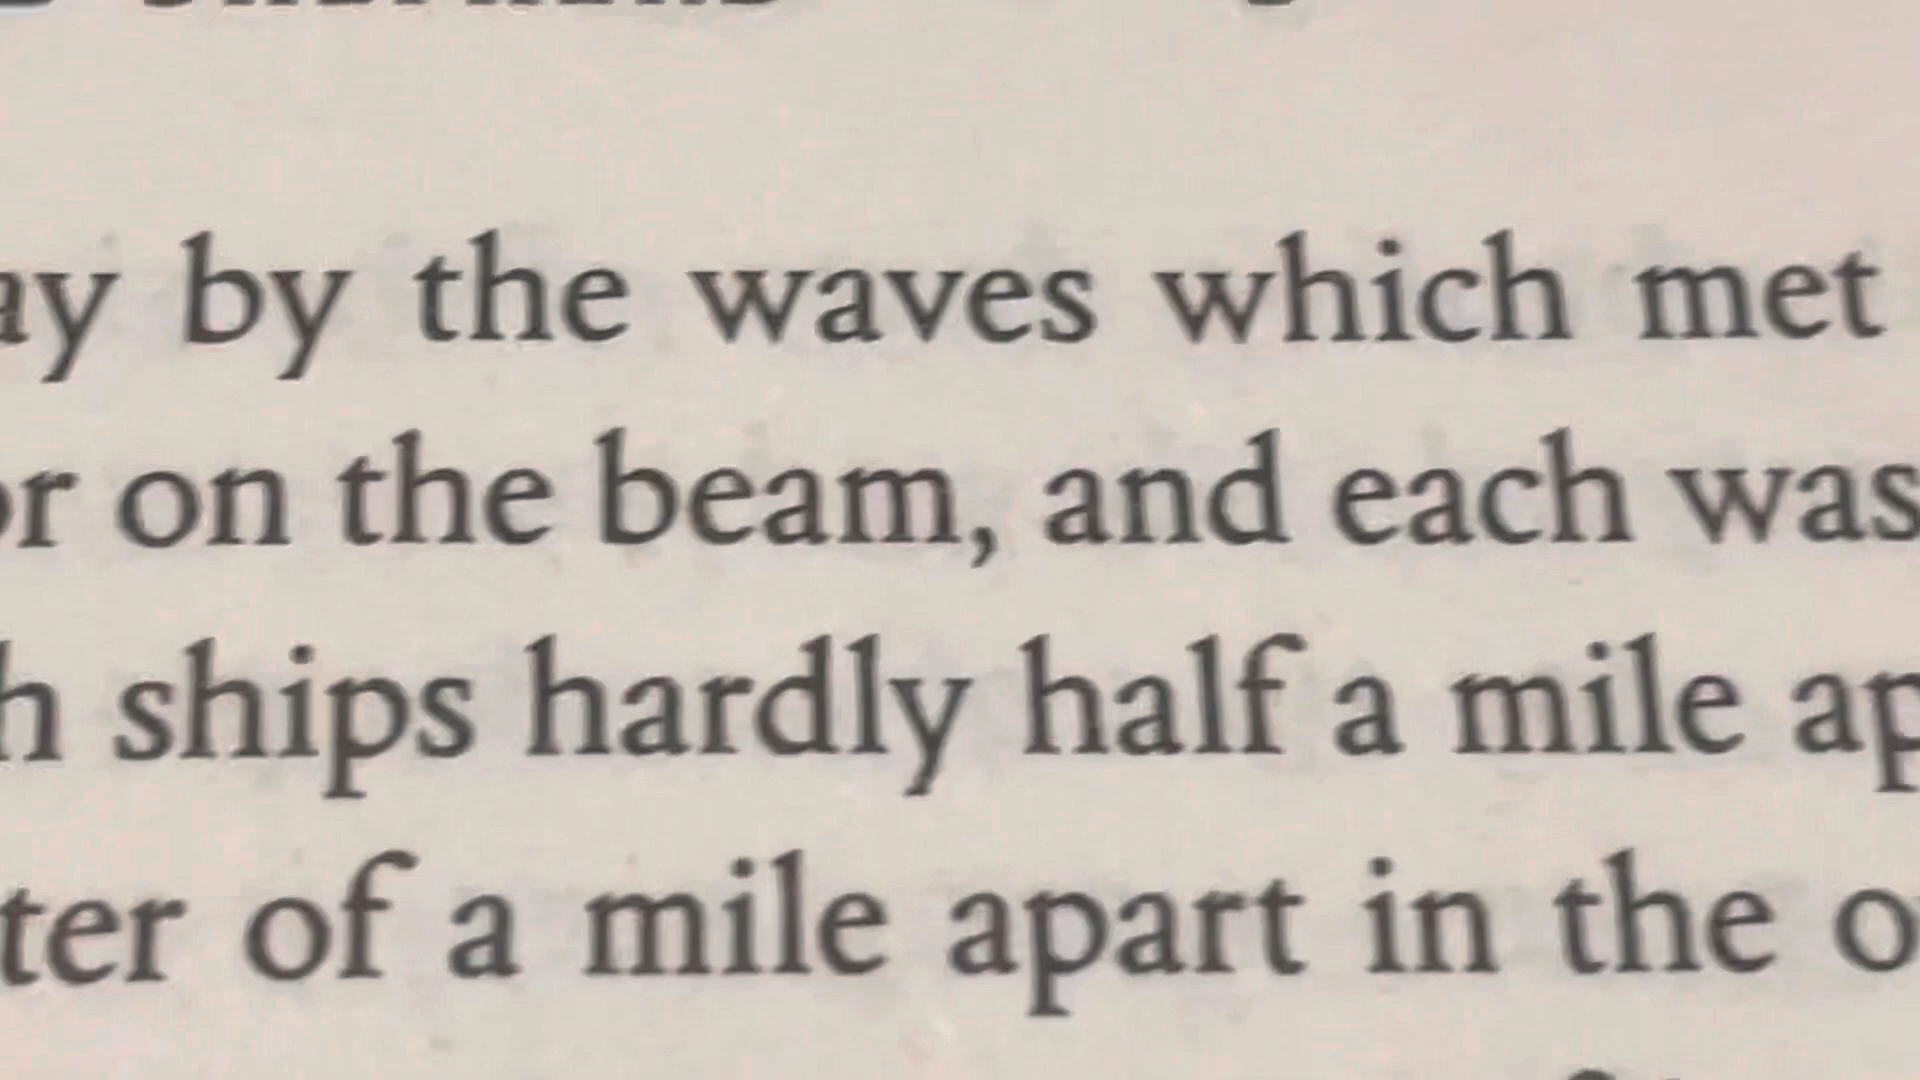 by the waves which met
on the beam, and each was
ships hardly half a mile
of a mile apart in the